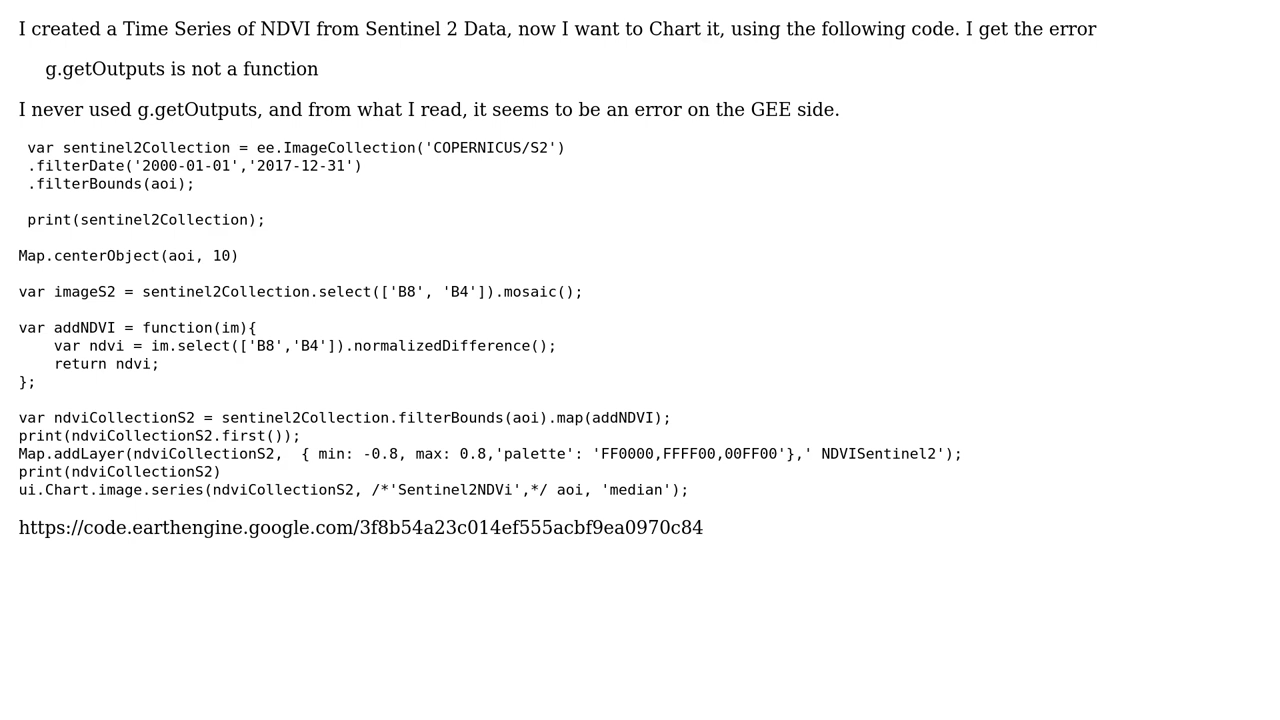 I created a Time Series of NDVI from Sentinel 2 Data, now I want to Chart it, using the following code. I get the error
g.getOutputs is not a function
I never used g.getOutputs, and from what I read, it seems to be an error on the GEE side.
var sentinel2Collection = ee.ImageCollection('COPERNICUS/S2')
.filterDate('2000-01-01','2017-12-31')
.filterBounds(aoi);
print(sentinel2Collection);
Map.centerObject(aoi, 10)
var imageS2 = sentinel2Collection.select(['B8', 'B4']).mosaic();
var addNDVI = function(im){
    var ndvi = im.select(['B8','B4']).normalizedDifference();
    return ndvi;
};
var ndviCollectionS2 = sentinel2Collection.filterBounds(aoi).map(addNDVI);
print(ndviCollectionS2.first());
Map.addLayer(ndviCollectionS2,  { min: -0.8, max: 0.8,'palette': 'FF0000,FFFF00,00FF00'},' NDVISentinel2');
print(ndviCollectionS2)
ui.Chart.image.series(ndviCollectionS2, /*'Sentinel2NDVi',*/ aoi, 'median');
https://code.earthengine.google.com/3f8b54a23c014ef555acbf9ea0970c84